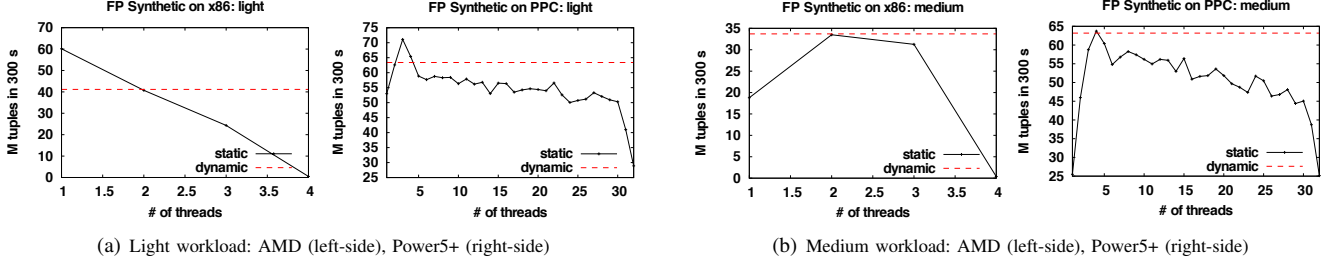 FP Synthetic on x86: light
M tuples in 300 s
70
60
50
40
30
20
10
0
static
dynamic
1 1.5 2 2.5 3 3.5 4
# of threads
FP Synthetic on PPC: light
M tuples in 300 s
75
70
65
60
55
50
45
40
35
30
25
static
dynamic
5 10 15 20 25 30
# of threads
(a) Light workload: AMD (left-side), Power5+ (right-side)
FP Synthetic on x86: medium
M tuples in 300 s
35
30
25
20
15
10
5
0
static
dynamic
1 1.5 2 2.5 3 3.5 4
# of threads
FP Synthetic on PPC: medium
M tuples in 300 s
65
60
55
50
45
40
35
30
25
static
dynamic
5 10 15 20 25 30
# of threads
(b) Medium workload: AMD (left-side), Power5+ (right-side)